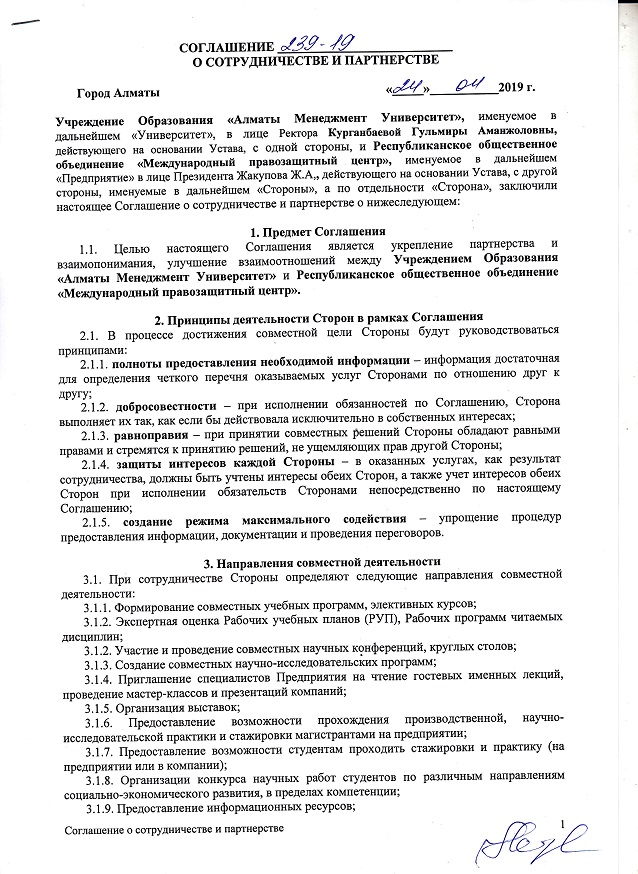 СОГЛАШЕНИЕ 239-19
О СОТРУДНИЧЕСТВЕ И ПАРТНЕРСТВЕ
Город Алматы «24» 04 2019 г.
Учреждение Образования «Алматы Менеджмент Университет», именуемое в
дальнейшем «Университет», в лице Ректора Курганбаевой Гульмиры Аманжоловны,
действующего на основании Устава, с одной стороны, и Республиканское общественное
объединение «Международный правозащитный центр», именуемое в дальнейшем
«Предприятие» в лице Президента Жакупова Ж.А,, действующего на основании Устава, с другой
стороны, именуемые в дальнейшем «Стороны», а по отдельности «Сторона», заключили
настоящее Соглашение о сотрудничестве и партнерстве о нижеследующем:
1. Предмет Соглашения
1.1. Целью настоящего Соглашения является укрепление партнерства и
взаимопонимания, улучшение взаимоотношений между Учреждением Образования
«Алматы Менеджмент Университет» и Республиканское общественное объединение
«Международный правозащитный центр».
2. Принципы деятельности Сторон в рамках Соглашения
2.1. В процессе достижения совместной цели Стороны будут руководствоваться
принципами:
2.1.1. полноты предоставления необходимой информации – информация достаточная
для определения четкого перечня оказываемых услуг Сторонами по отношению друг к
другу;
2.1.2. добросовестности – при исполнении обязанностей по Соглашению, Сторона
выполняет их так, как если бы действовала исключительно в собственных интересах;
2.1.3. равноправия – при принятии совместных решений Стороны обладают равными
правами и стремятся к принятию решений, не ущемляющих прав другой Стороны;
2.1.4. защиты интересов каждой Стороны – в оказанных услугах, как результат
сотрудничества, должны быть учтены интересы обеих Сторон, а также учет интересов обеих
Сторон при исполнении обязательств Сторонами непосредственно по настоящему
Соглашению;
2.1.5. создание режима максимального содействия – упрощение процедур
предоставления информации, документации и проведения переговоров.
3. Направления совместной деятельности
3.1. При сотрудничестве Стороны определяют следующие направления совместной
деятельности:
3.1.1. Формирование совместных учебных программ, элективных курсов;
3.1.2. Экспертная оценка Рабочих учебных планов (РУП), Рабочих программ читаемых
дисциплин;
3.1.2. Участие и проведение совместных научных конференций, круглых столов;
3.1.3. Создание совместных научно-исследовательских программ;
3.1.4. Приглашение специалистов Предприятия на чтение гостевых именных лекций,
проведение мастер-классов и презентаций компаний;
3.1.5. Организация выставок;
3.1.6. Предоставление возможности прохождения производственной, научно-
исследовательской практики и стажировки магистрантами на предприятии;
3.1.7. Предоставление возможности студентам проходить стажировки и практику (на
предприятии или в компании);
3.1.8. Организации конкурса научных работ студентов по различным направлениям
социально-экономического развития, в пределах компетенции;
3.1.9. Предоставление информационных ресурсов;
Соглашение о сотрудничестве и партнерстве 1